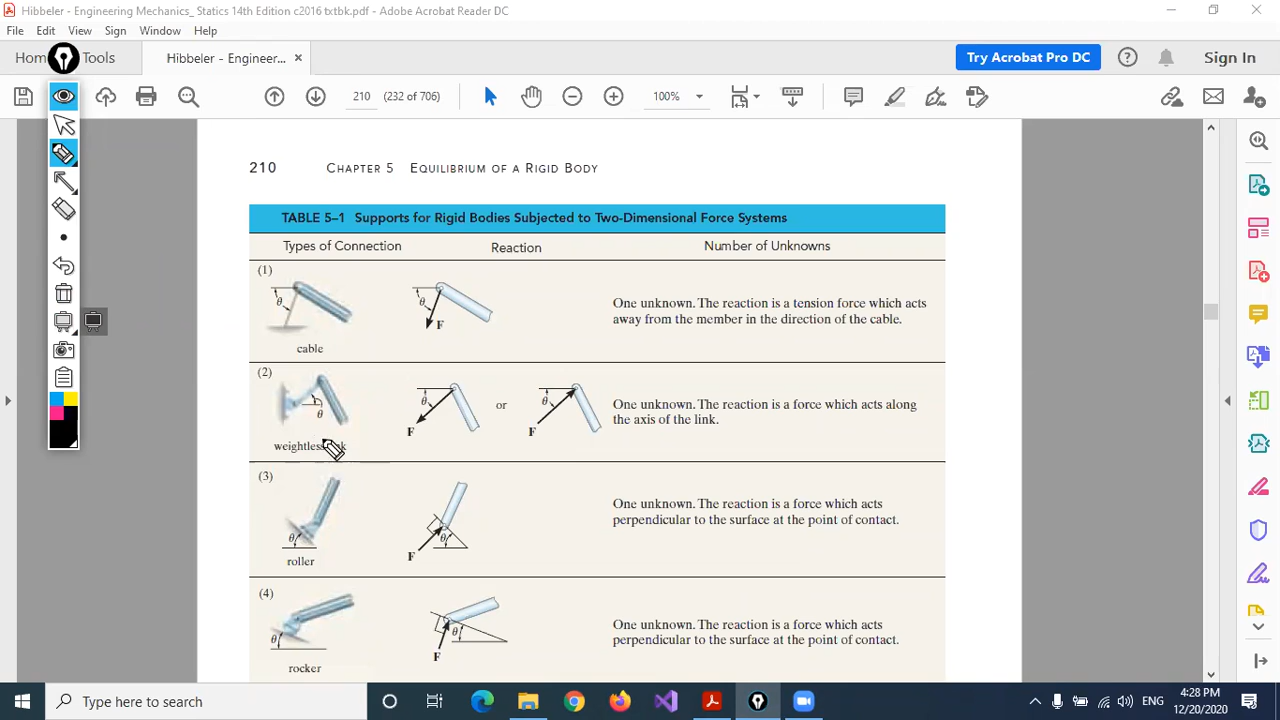 Hibbeler - Engineering Mechanics_ Statics 14th Edition c2016 txtbk.pdf - Adobe Acrobat Reader DC
File Edit View Sign Window Help
Tools Hibbeler - Engineer... Try Acrobat Pro DC Sign In
210 (232 of 706) 100%
210 CHAPTER 5 EQUILIBRIUM OF A RIGID BODY
TABLE 5–1 Supports for Rigid Bodies Subjected to Two-Dimensional Force Systems
Types of Connection Reaction Number of Unknowns
(1)
θ θ
F
One unknown. The reaction is a tension force which acts
away from the member in the direction of the cable.
cable
(2)
θ θ or θ
F F
One unknown. The reaction is a force which acts along
the axis of the link.
(3)
One unknown. The reaction is a force which acts
perpendicular to the surface at the point of contact.
θ θ
F
roller
(4)
One unknown. The reaction is a force which acts
perpendicular to the surface at the point of contact.
θ θ
F
rocker
Type here to search
ENG
4:28 PM
12/20/2020